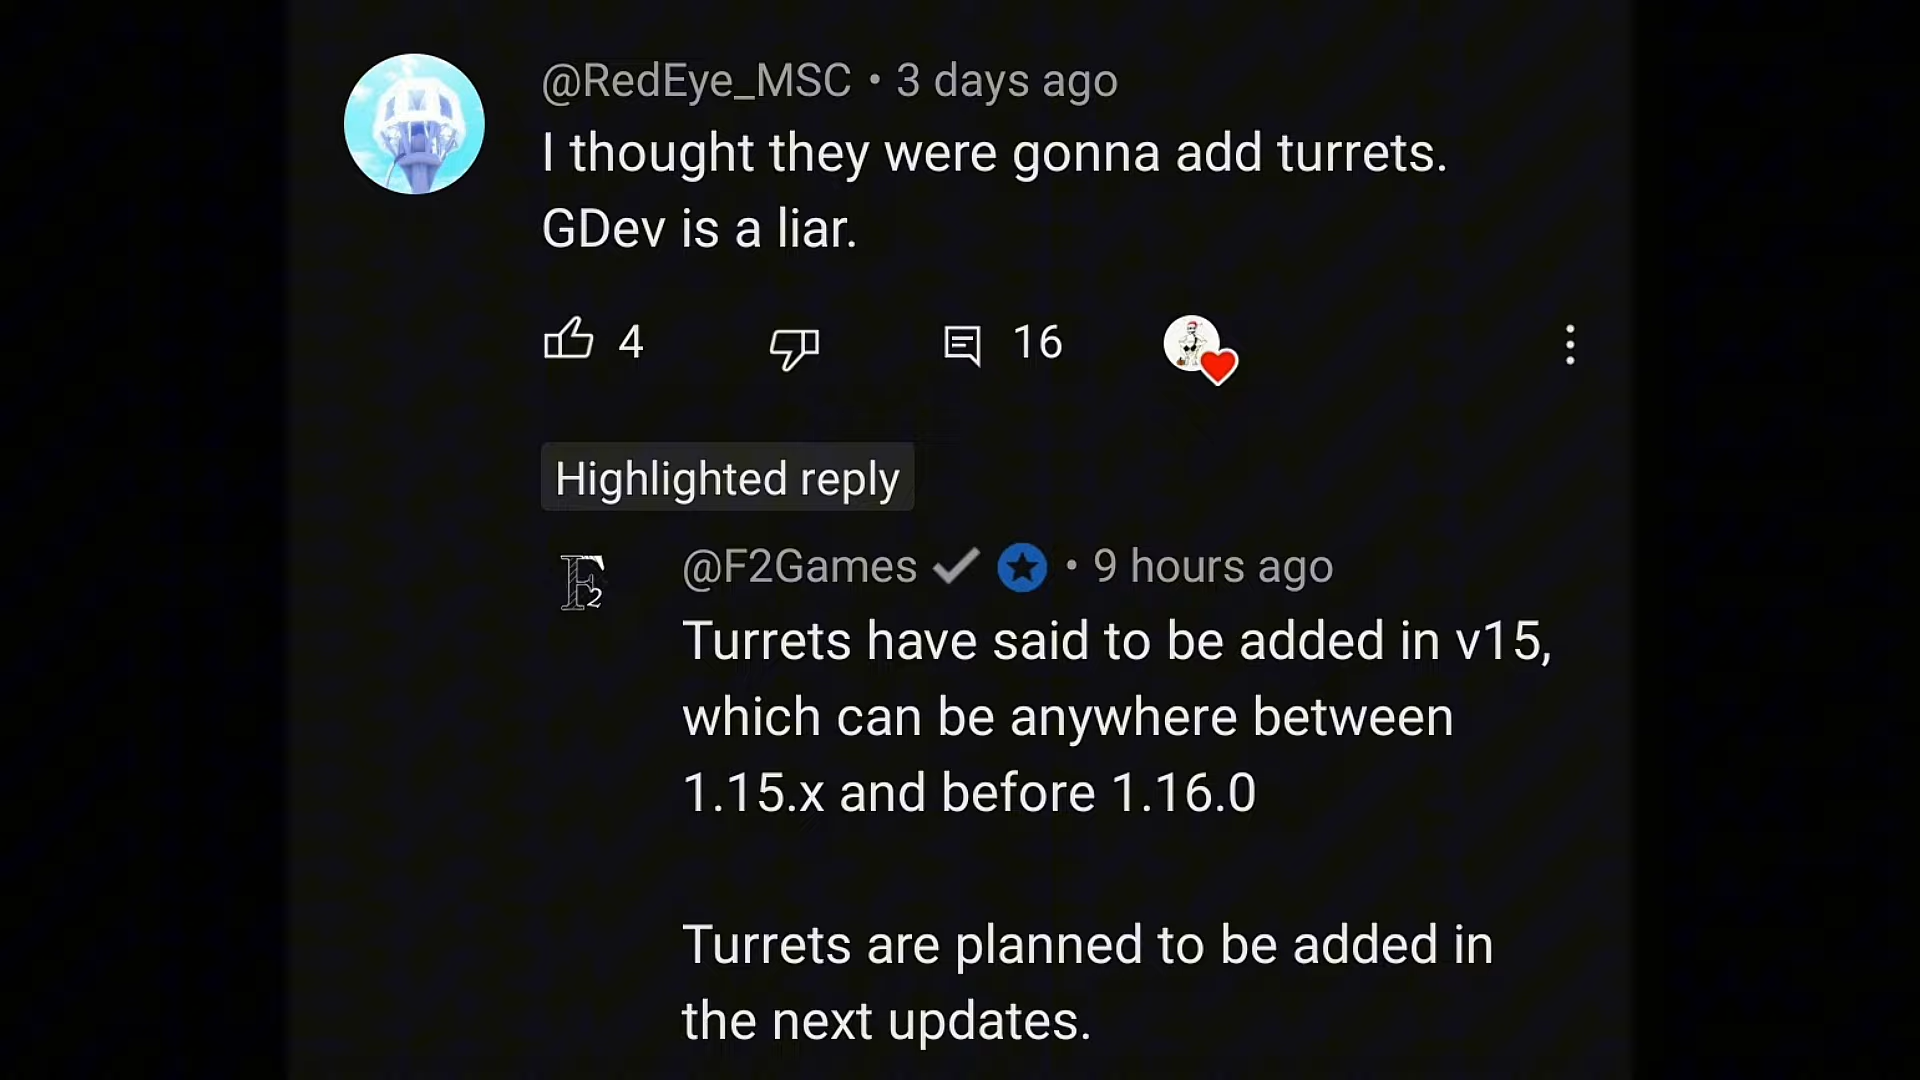 @RedEye_MSC • 3 days ago
I thought they were gonna add turrets.
GDev is a liar.
4
16
Highlighted reply
F2
@F2Games • 9 hours ago
Turrets have said to be added in v15,
which can be anywhere between
1.15.x and before 1.16.0
Turrets are planned to be added in
the next updates.